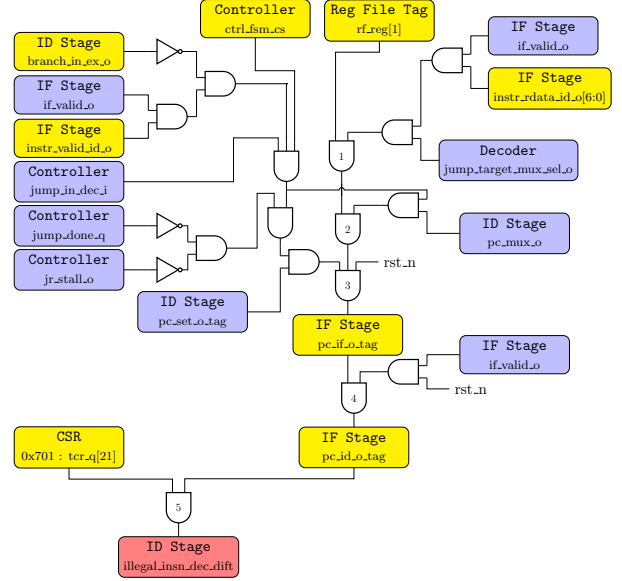 Controller
ctrl_fsm_cs
Reg File Tag
rf_reg[1]
IF Stage
if_valid_o
ID Stage
branch_in_ex_o
IF Stage
instr_rdata_id_o[6:0]
IF Stage
if_valid_o
IF Stage
instr_valid_id_o
1
Decoder
jump_target_mux_sel_o
Controller
jump_in_dec_i
Controller
jump_done_q
2
ID Stage
pc_mux_o
Controller
jr_stall_o
rst_n
3
ID Stage
pc_set_o_tag
IF Stage
pc_if_o_tag
IF Stage
if_valid_o
rst_n
4
CSR
0x701 : tcr_q[21]
IF Stage
pc_id_o_tag
5
ID Stage
illegal_insn_dec_dift